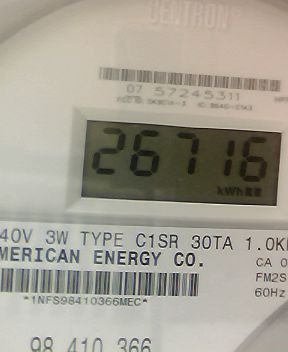 CENTRON®
07 57245311
26716
kWh
240V 3W TYPE C1SR 30TA 1.0K
MERICAN ENERGY CO.
CA 0
FM2S
60Hz
*1NFS98410366MEC*
98 410 366